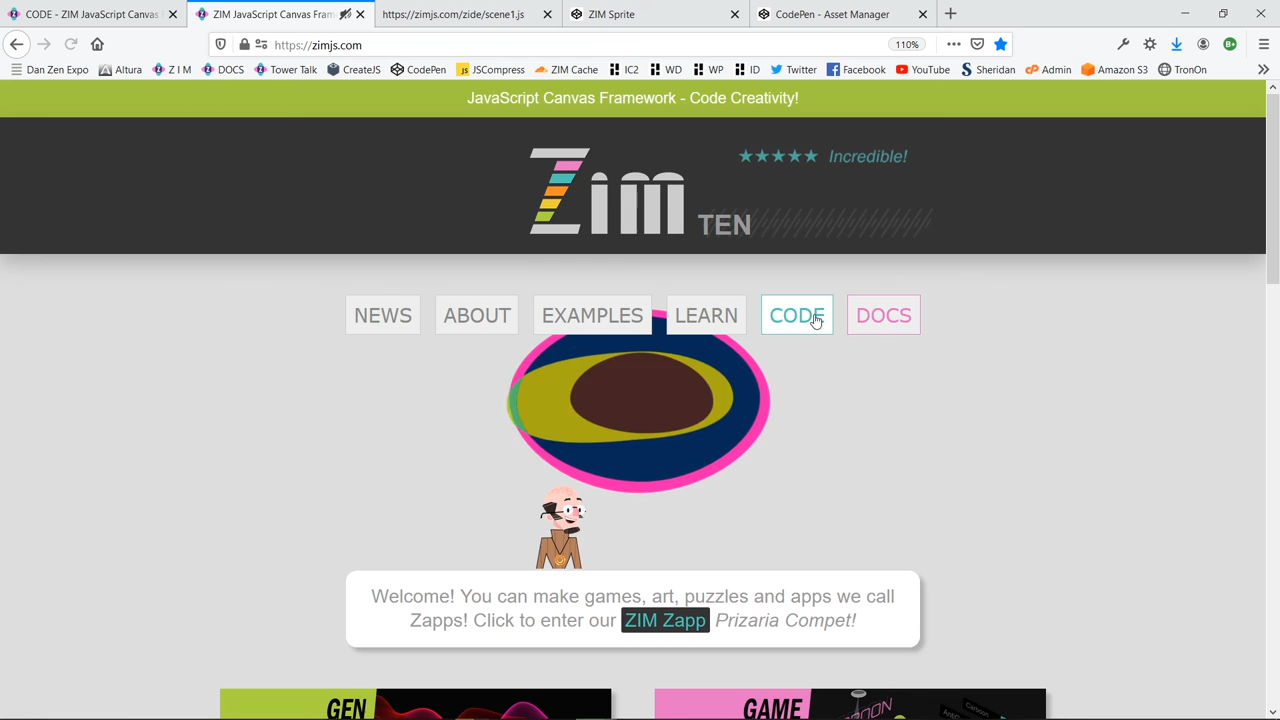 CODE - ZIM JavaScript Canvas
ZIM JavaScript Canvas Fram
https://zimjs.com/zide/scene1.js
ZIM Sprite
CodePen - Asset Manager
https://zimjs.com
110%
Dan Zen Expo
Altura
Z I M
DOCS
Tower Talk
CreateJS
CodePen
JSCompress
ZIM Cache
IC2
WD
WP
ID
Twitter
Facebook
YouTube
Sheridan
Admin
Amazon S3
TronOn
JavaScript Canvas Framework - Code Creativity!
Zim TEN
★★★★★ Incredible!
NEWS
ABOUT
EXAMPLES
LEARN
CODE
DOCS
Welcome! You can make games, art, puzzles and apps we call
Zapps! Click to enter our ZIM Zapp Prizaria Compet!
GEN
GAME